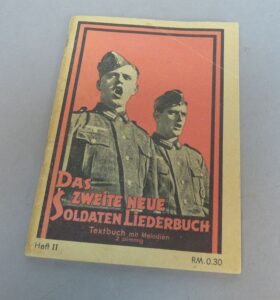 Das
zweite neue
Soldaten Liederbuch
Textbuch mit Melodien
2 stimmig
Heft II
RM. 0.30